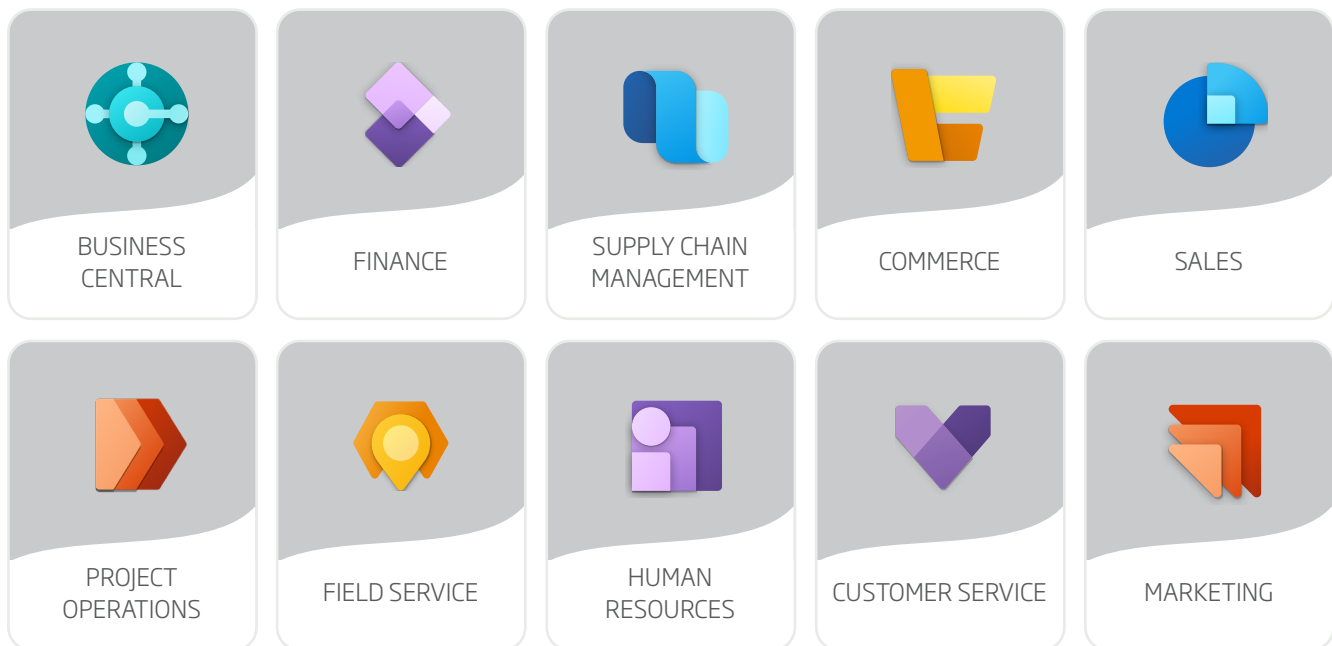 BUSINESS
CENTRAL
FINANCE
SUPPLY CHAIN
MANAGEMENT
COMMERCE
SALES
PROJECT
OPERATIONS
FIELD SERVICE
HUMAN
RESOURCES
CUSTOMER SERVICE
MARKETING